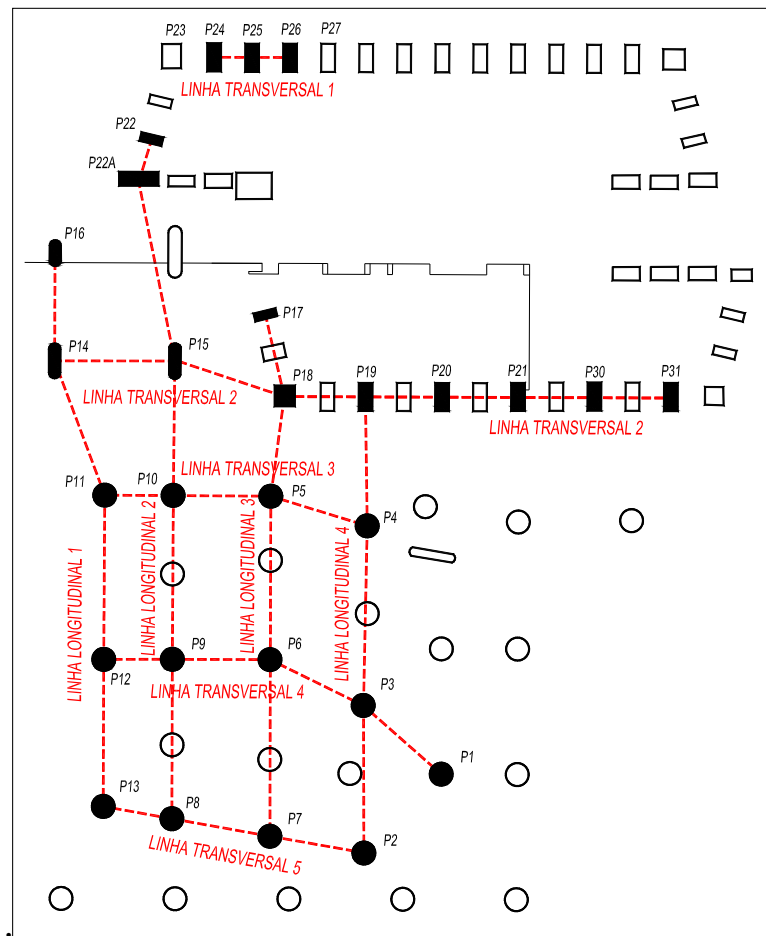 P23 P24 P25 P26 P27
LINHA TRANSVERSAL 1
P22
P22A
P16
P17
P14
P15
P18
P19
P20
P21
P30
P31
LINHA TRANSVERSAL 2
LINHA TRANSVERSAL 2
LINHA TRANSVERSAL 3
P11
P10
P5
P4
LINHA LONGITUDINAL 1
LINHA LONGITUDINAL 2
LINHA LONGITUDINAL 3
LINHA LONGITUDINAL 4
P12
P9
P6
LINHA TRANSVERSAL 4
P3
P1
P13
P8
P7
P2
LINHA TRANSVERSAL 5